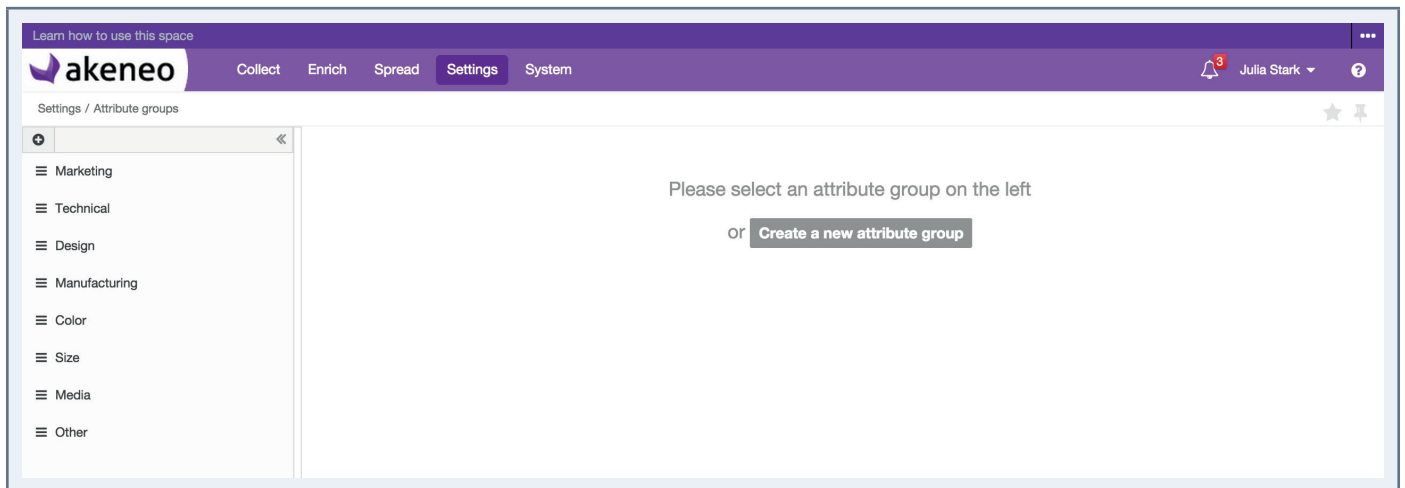 Learn how to use this space
akeneo Collect Enrich Spread Settings System 3 Julia Stark
Settings / Attribute groups
Marketing
Technical
Design
Manufacturing
Color
Size
Media
Other
Please select an attribute group on the left
or Create a new attribute group